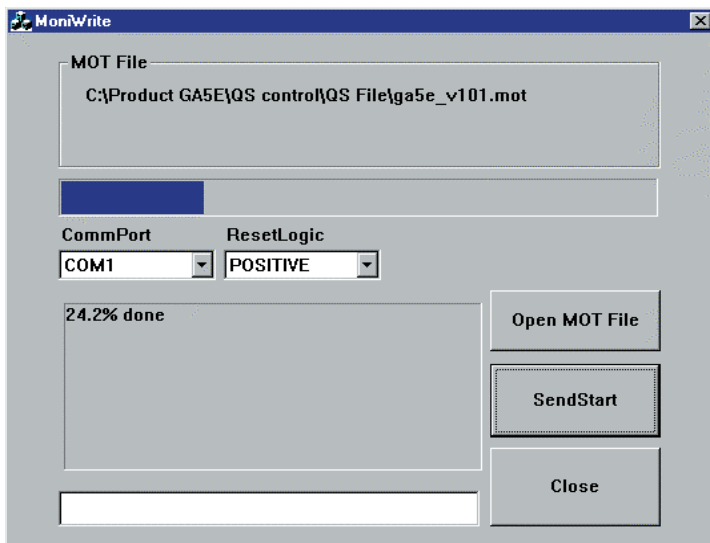 MoniWrite
MOT File
C:\Product GA5E\QS control\QS File\ga5e_v101.mot
CommPort ResetLogic
COM1 POSITIVE
24.2% done
Open MOT File
SendStart
Close